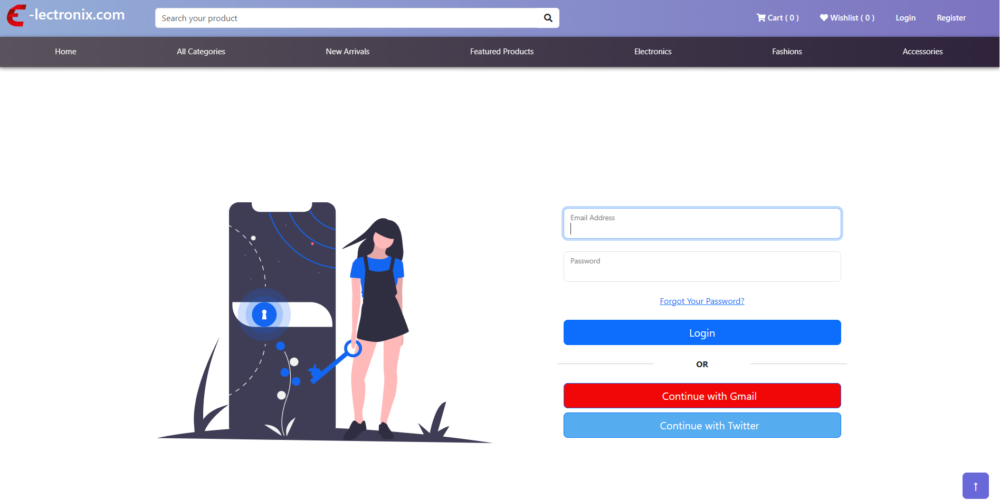 E-lectronix.com
Search your product
Cart ( 0 )
Wishlist ( 0 )
Login
Register
Home
All Categories
New Arrivals
Featured Products
Electronics
Fashions
Accessories
Email Address
Password
Forgot Your Password?
Login
OR
Continue with Gmail
Continue with Twitter
↑